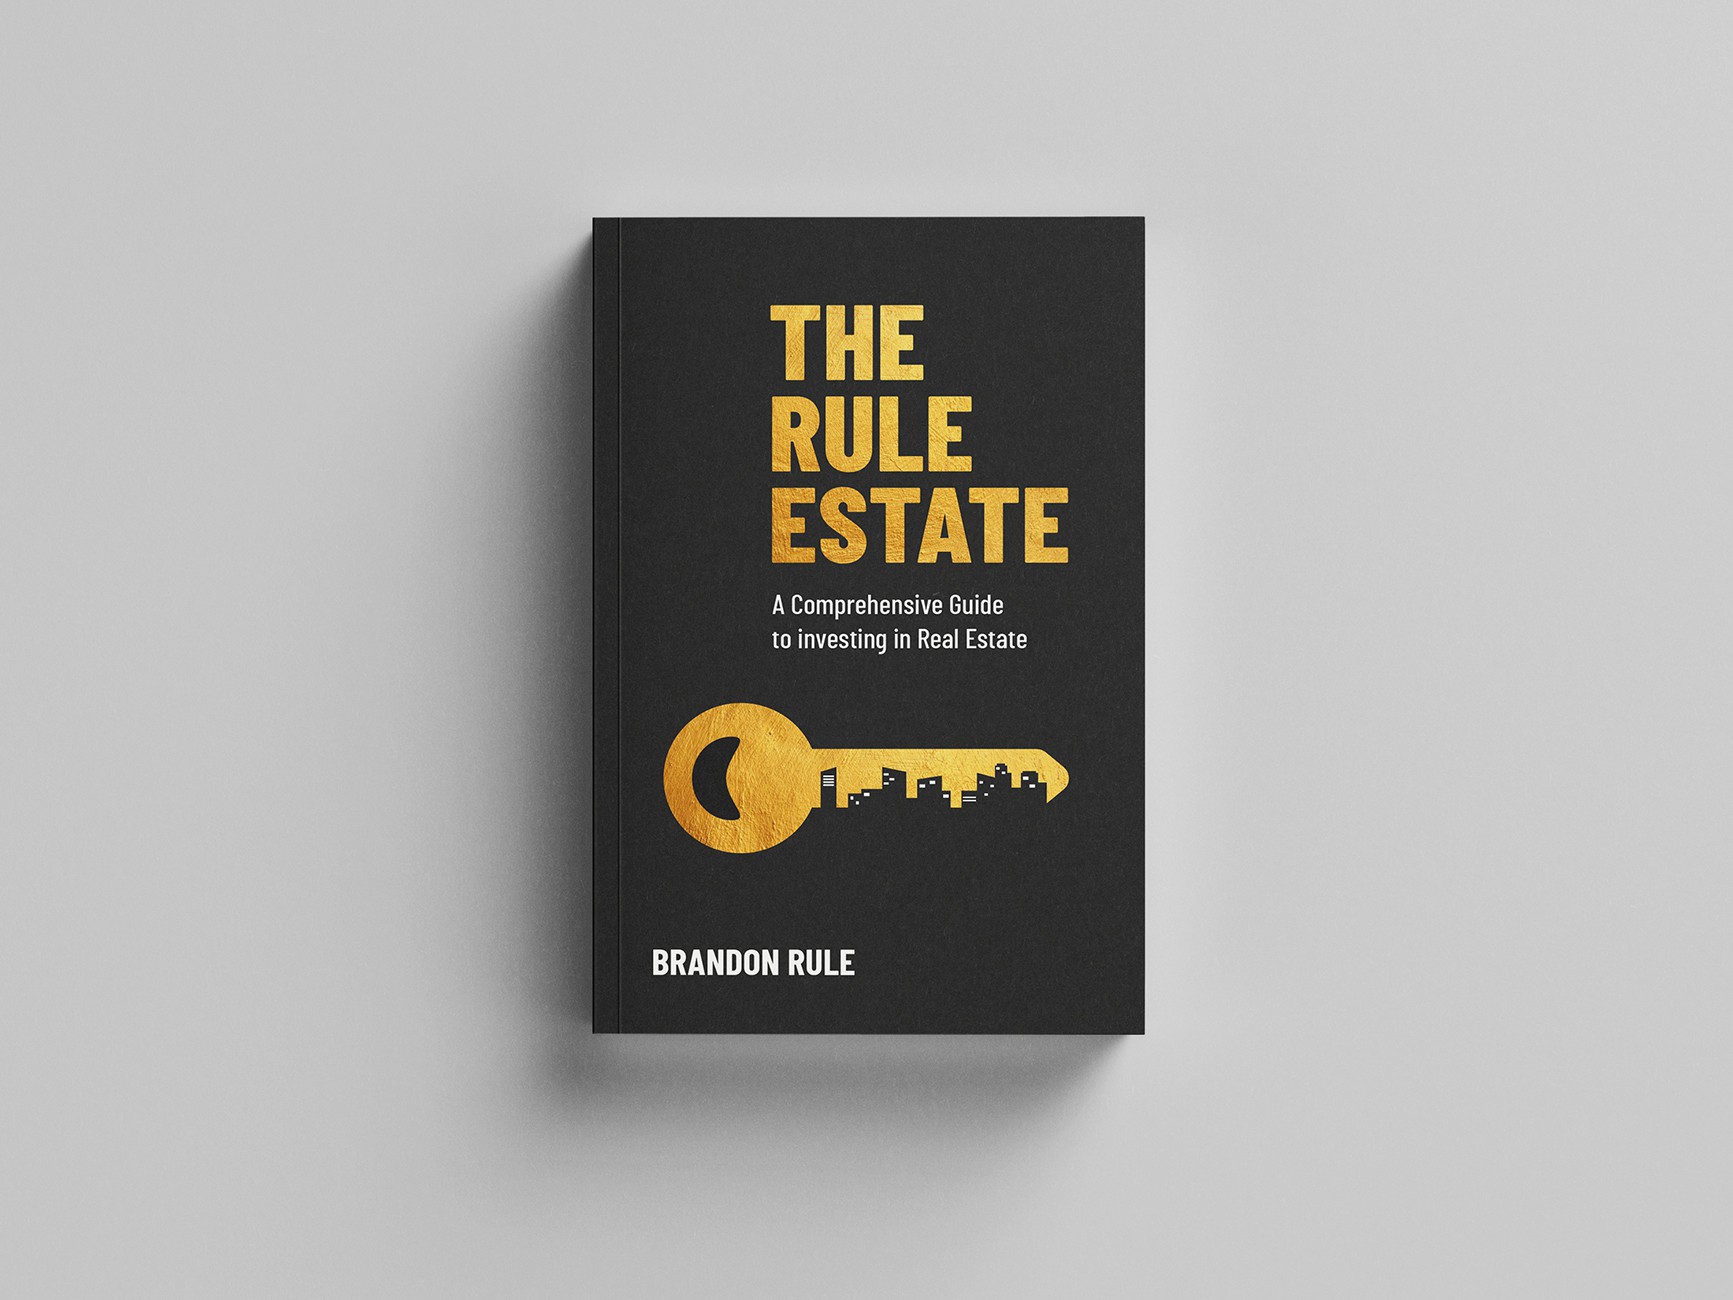 THE
RULE
ESTATE
A Comprehensive Guide
to investing in Real Estate
BRANDON RULE